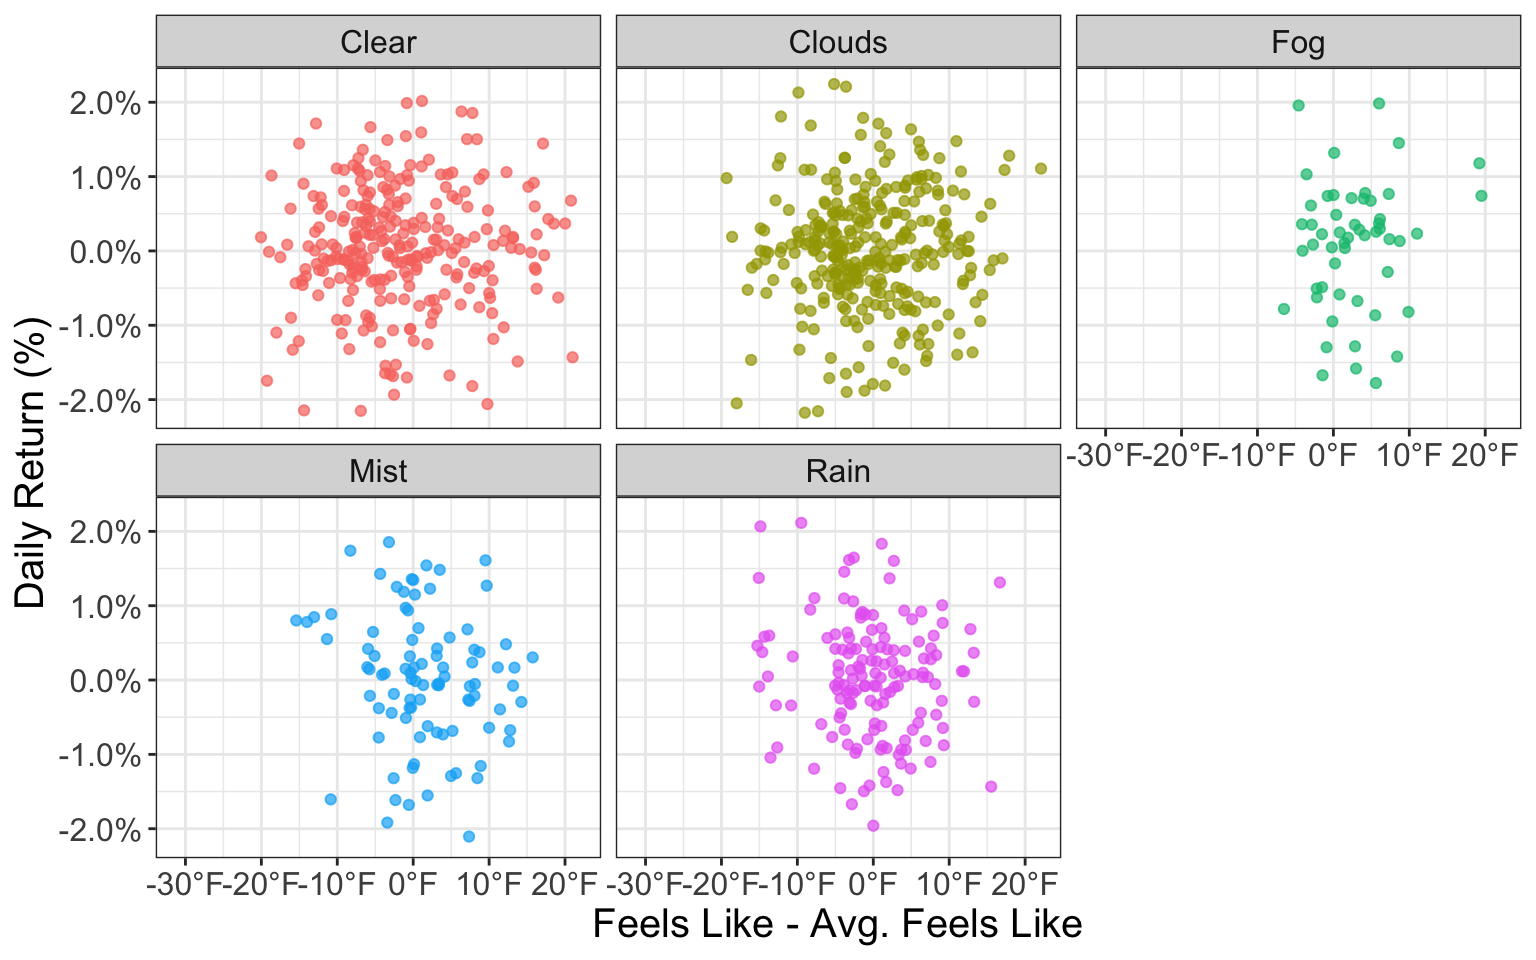 Clear
Clouds
Fog
2.0%
1.0%
0.0%
-1.0%
-2.0%
-30°F -20°F -10°F 0°F 10°F 20°F
Mist
Rain
2.0%
1.0%
0.0%
-1.0%
-2.0%
-30°F -20°F -10°F 0°F 10°F 20°F
-30°F -20°F -10°F 0°F 10°F 20°F
Daily Return (%)
Feels Like - Avg. Feels Like